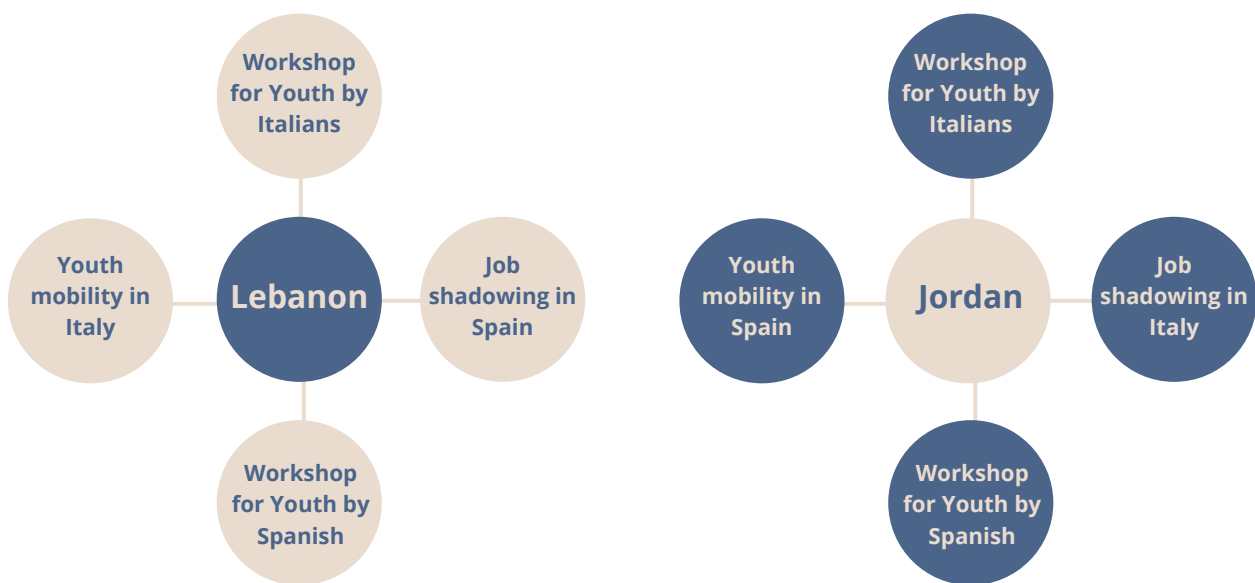 Workshop
for Youth by
Italians
Youth
mobility in
Italy
Lebanon
Job
shadowing in
Spain
Workshop
for Youth by
Spanish
Workshop
for Youth by
Italians
Youth
mobility in
Spain
Jordan
Job
shadowing in
Italy
Workshop
for Youth by
Spanish